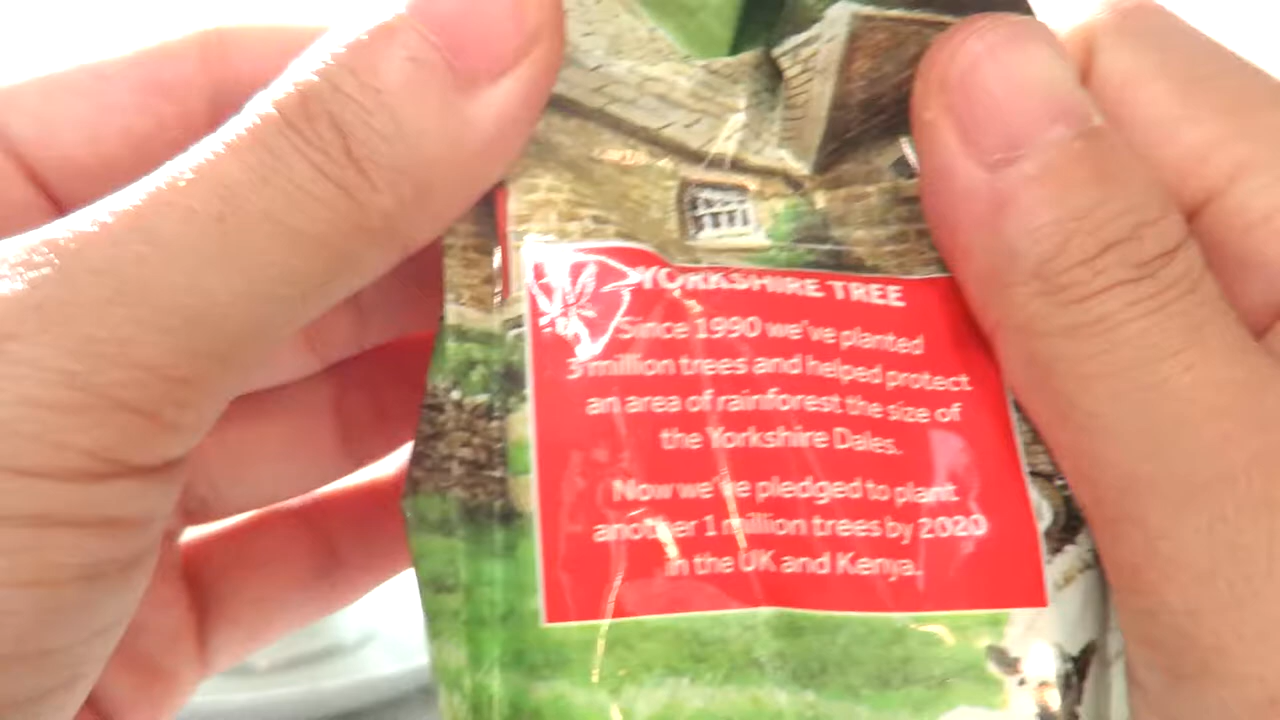 YORKSHIRE TREE
Since 1990 we've planted
3 million trees and helped protect
an area of rainforest the size of
the Yorkshire Dales.
Now we've pledged to plant
another 1 million trees by 2020
in the UK and Kenya.